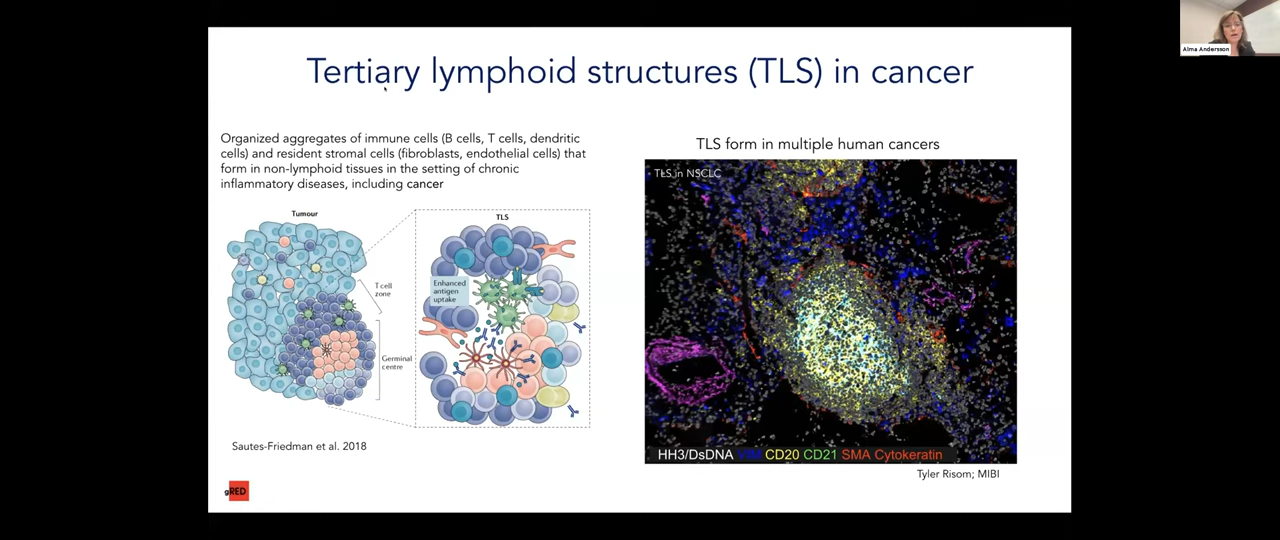 Tertiary lymphoid structures (TLS) in cancer
Organized aggregates of immune cells (B cells, T cells, dendritic
cells) and resident stromal cells (fibroblasts, endothelial cells) that
form in non-lymphoid tissues in the setting of chronic
inflammatory diseases, including cancer
Tumour
TLS
Enhanced
antigen
uptake
T cell
zone
Germinal
centre
Sautes-Friedman et al. 2018
gRED
TLS form in multiple human cancers
TLS in NSCLC
HH3/DsDNA VIM CD20 CD21 SMA Cytokeratin
Tyler Risom; MIBI
Alma Andersson